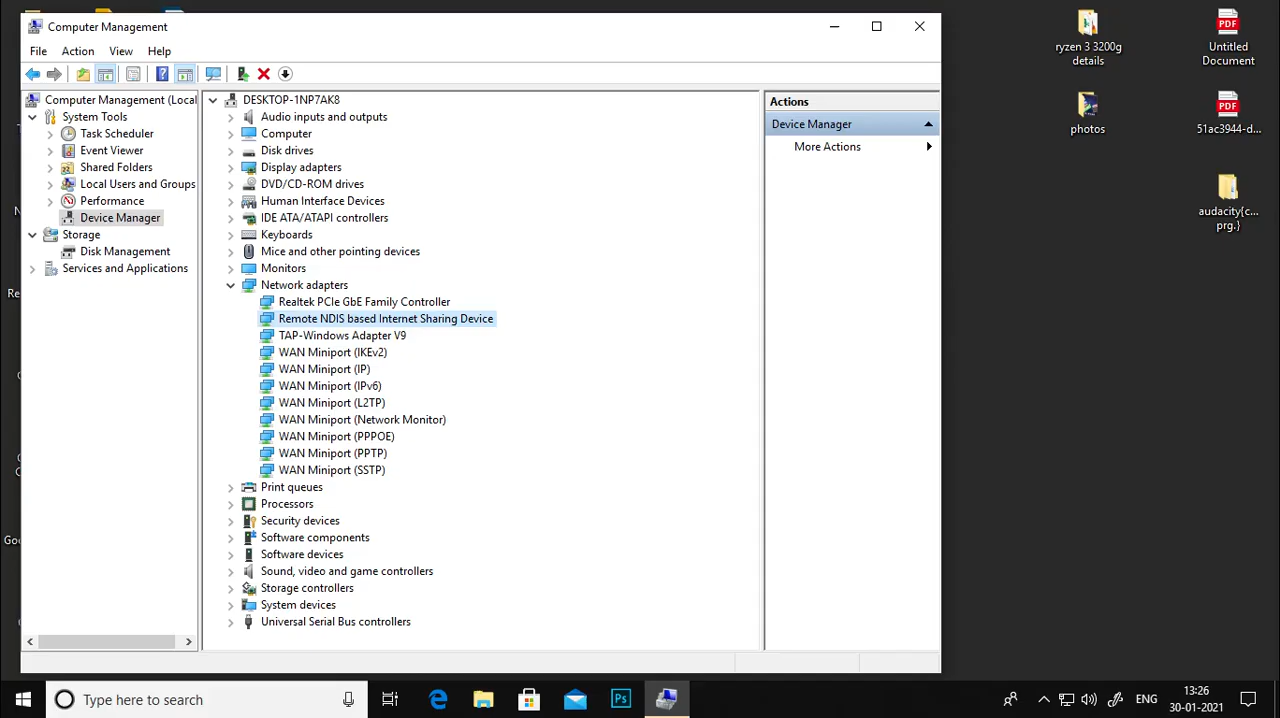 Computer Management
File Action View Help
Computer Management (Local
System Tools
Task Scheduler
Event Viewer
Shared Folders
Local Users and Groups
Performance
Device Manager
Storage
Disk Management
Services and Applications
DESKTOP-1NP7AK8
Audio inputs and outputs
Computer
Disk drives
Display adapters
DVD/CD-ROM drives
Human Interface Devices
IDE ATA/ATAPI controllers
Keyboards
Mice and other pointing devices
Monitors
Network adapters
Realtek PCIe GbE Family Controller
Remote NDIS based Internet Sharing Device
TAP-Windows Adapter V9
WAN Miniport (IKEv2)
WAN Miniport (IP)
WAN Miniport (IPv6)
WAN Miniport (L2TP)
WAN Miniport (Network Monitor)
WAN Miniport (PPPOE)
WAN Miniport (PPTP)
WAN Miniport (SSTP)
Print queues
Processors
Security devices
Software components
Software devices
Sound, video and game controllers
Storage controllers
System devices
Universal Serial Bus controllers
Actions
Device Manager
More Actions
ryzen 3 3200g
details
PDF
Untitled
Document
photos
PDF
51ac3944-d...
audacity{c...
prg.}
Re
Goo
Type here to search
Ps
ENG
13:26
30-01-2021